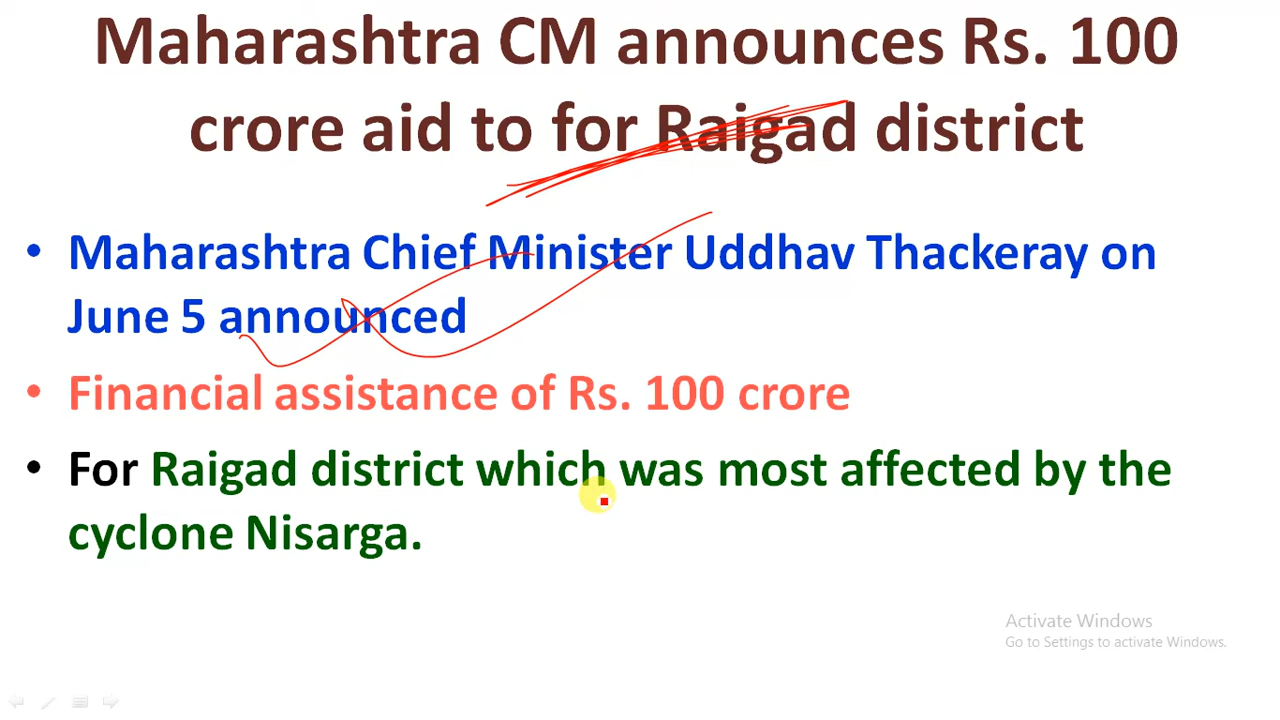 Maharashtra CM announces Rs. 100
crore aid to for Raigad district
• Maharashtra Chief Minister Uddhav Thackeray on
June 5 announced
• Financial assistance of Rs. 100 crore
• For Raigad district which was most affected by the
cyclone Nisarga.
Activate Windows
Go to Settings to activate Windows.